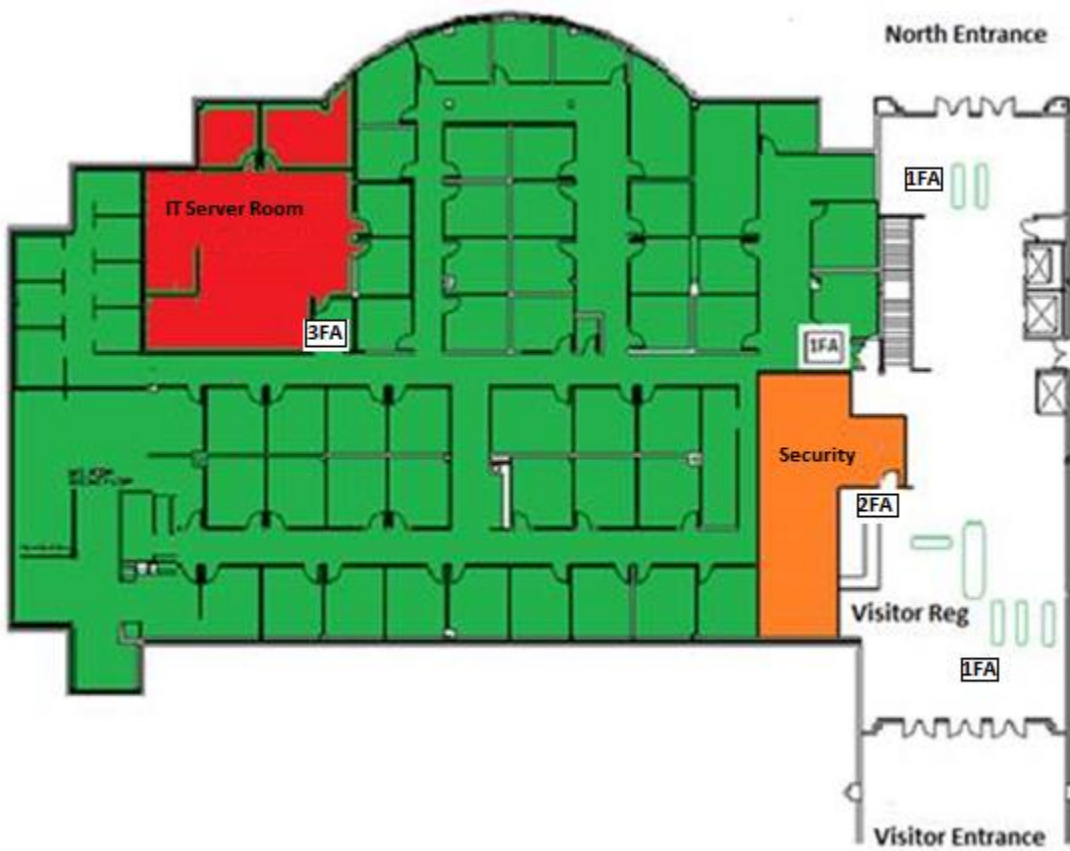 North Entrance
1FA
IT Server Room
3FA
1FA
Security
2FA
Visitor Reg
1FA
Visitor Entrance